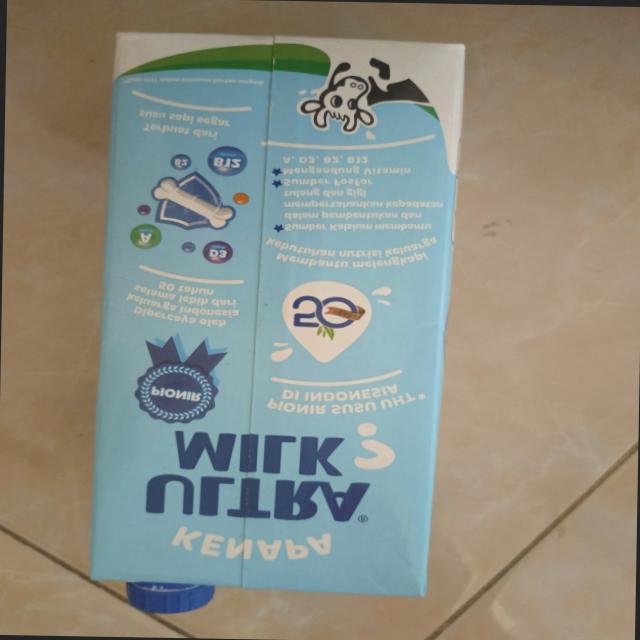 KENAPA
ULTRA®
MILK?
PIONIR SUSU UHT*
DI INDONESIA
PIONIR
50
Dipercaya oleh
keluarga Indonesia
selama lebih dari
50 tahun
Membantu melengkapi
kebutuhan nutrisi keluarga
Sumber Kalsium membantu
dalam pembentukan dan
mempertahankan kepadatan
tulang dan gigi
Sumber Fosfor
Mengandung Vitamin
A, D3, B2, B12
A
D3
B2
B12
Terbuat dari
susu sapi segar